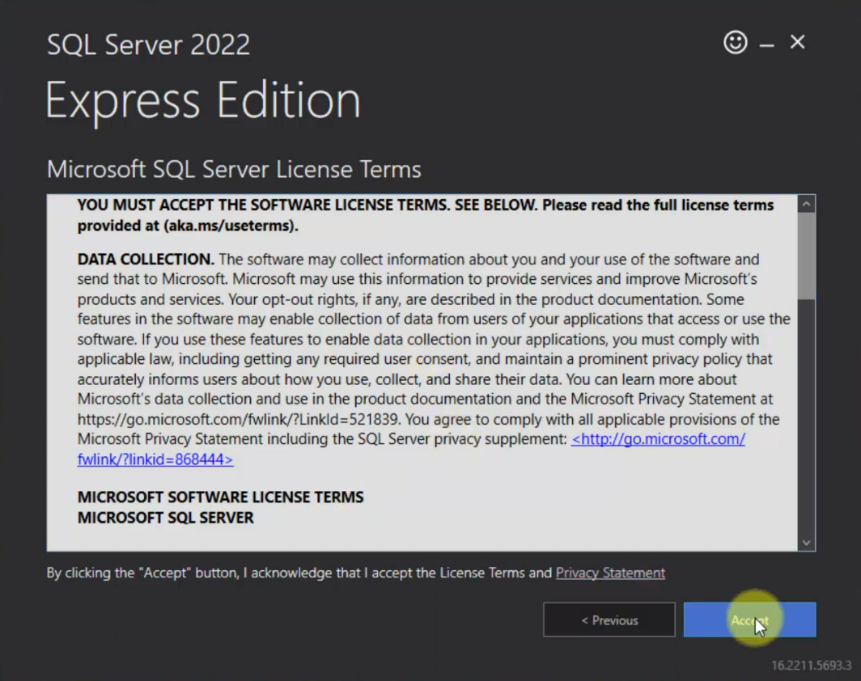 SQL Server 2022
Express Edition
Microsoft SQL Server License Terms
YOU MUST ACCEPT THE SOFTWARE LICENSE TERMS. SEE BELOW. Please read the full license terms
provided at (aka.ms/useterms).
DATA COLLECTION. The software may collect information about you and your use of the software and
send that to Microsoft. Microsoft may use this information to provide services and improve Microsoft's
products and services. Your opt-out rights, if any, are described in the product documentation. Some
features in the software may enable collection of data from users of your applications that access or use the
software. If you use these features to enable data collection in your applications, you must comply with
applicable law, including getting any required user consent, and maintain a prominent privacy policy that
accurately informs users about how you use, collect, and share their data. You can learn more about
Microsoft's data collection and use in the product documentation and the Microsoft Privacy Statement at
https://go.microsoft.com/fwlink/?LinkId=521839. You agree to comply with all applicable provisions of the
Microsoft Privacy Statement including the SQL Server privacy supplement: <http://go.microsoft.com/
fwlink/?linkid=868444>
MICROSOFT SOFTWARE LICENSE TERMS
MICROSOFT SQL SERVER
By clicking the "Accept" button, I acknowledge that I accept the License Terms and Privacy Statement
< Previous
Accept
16.2211.5693.3